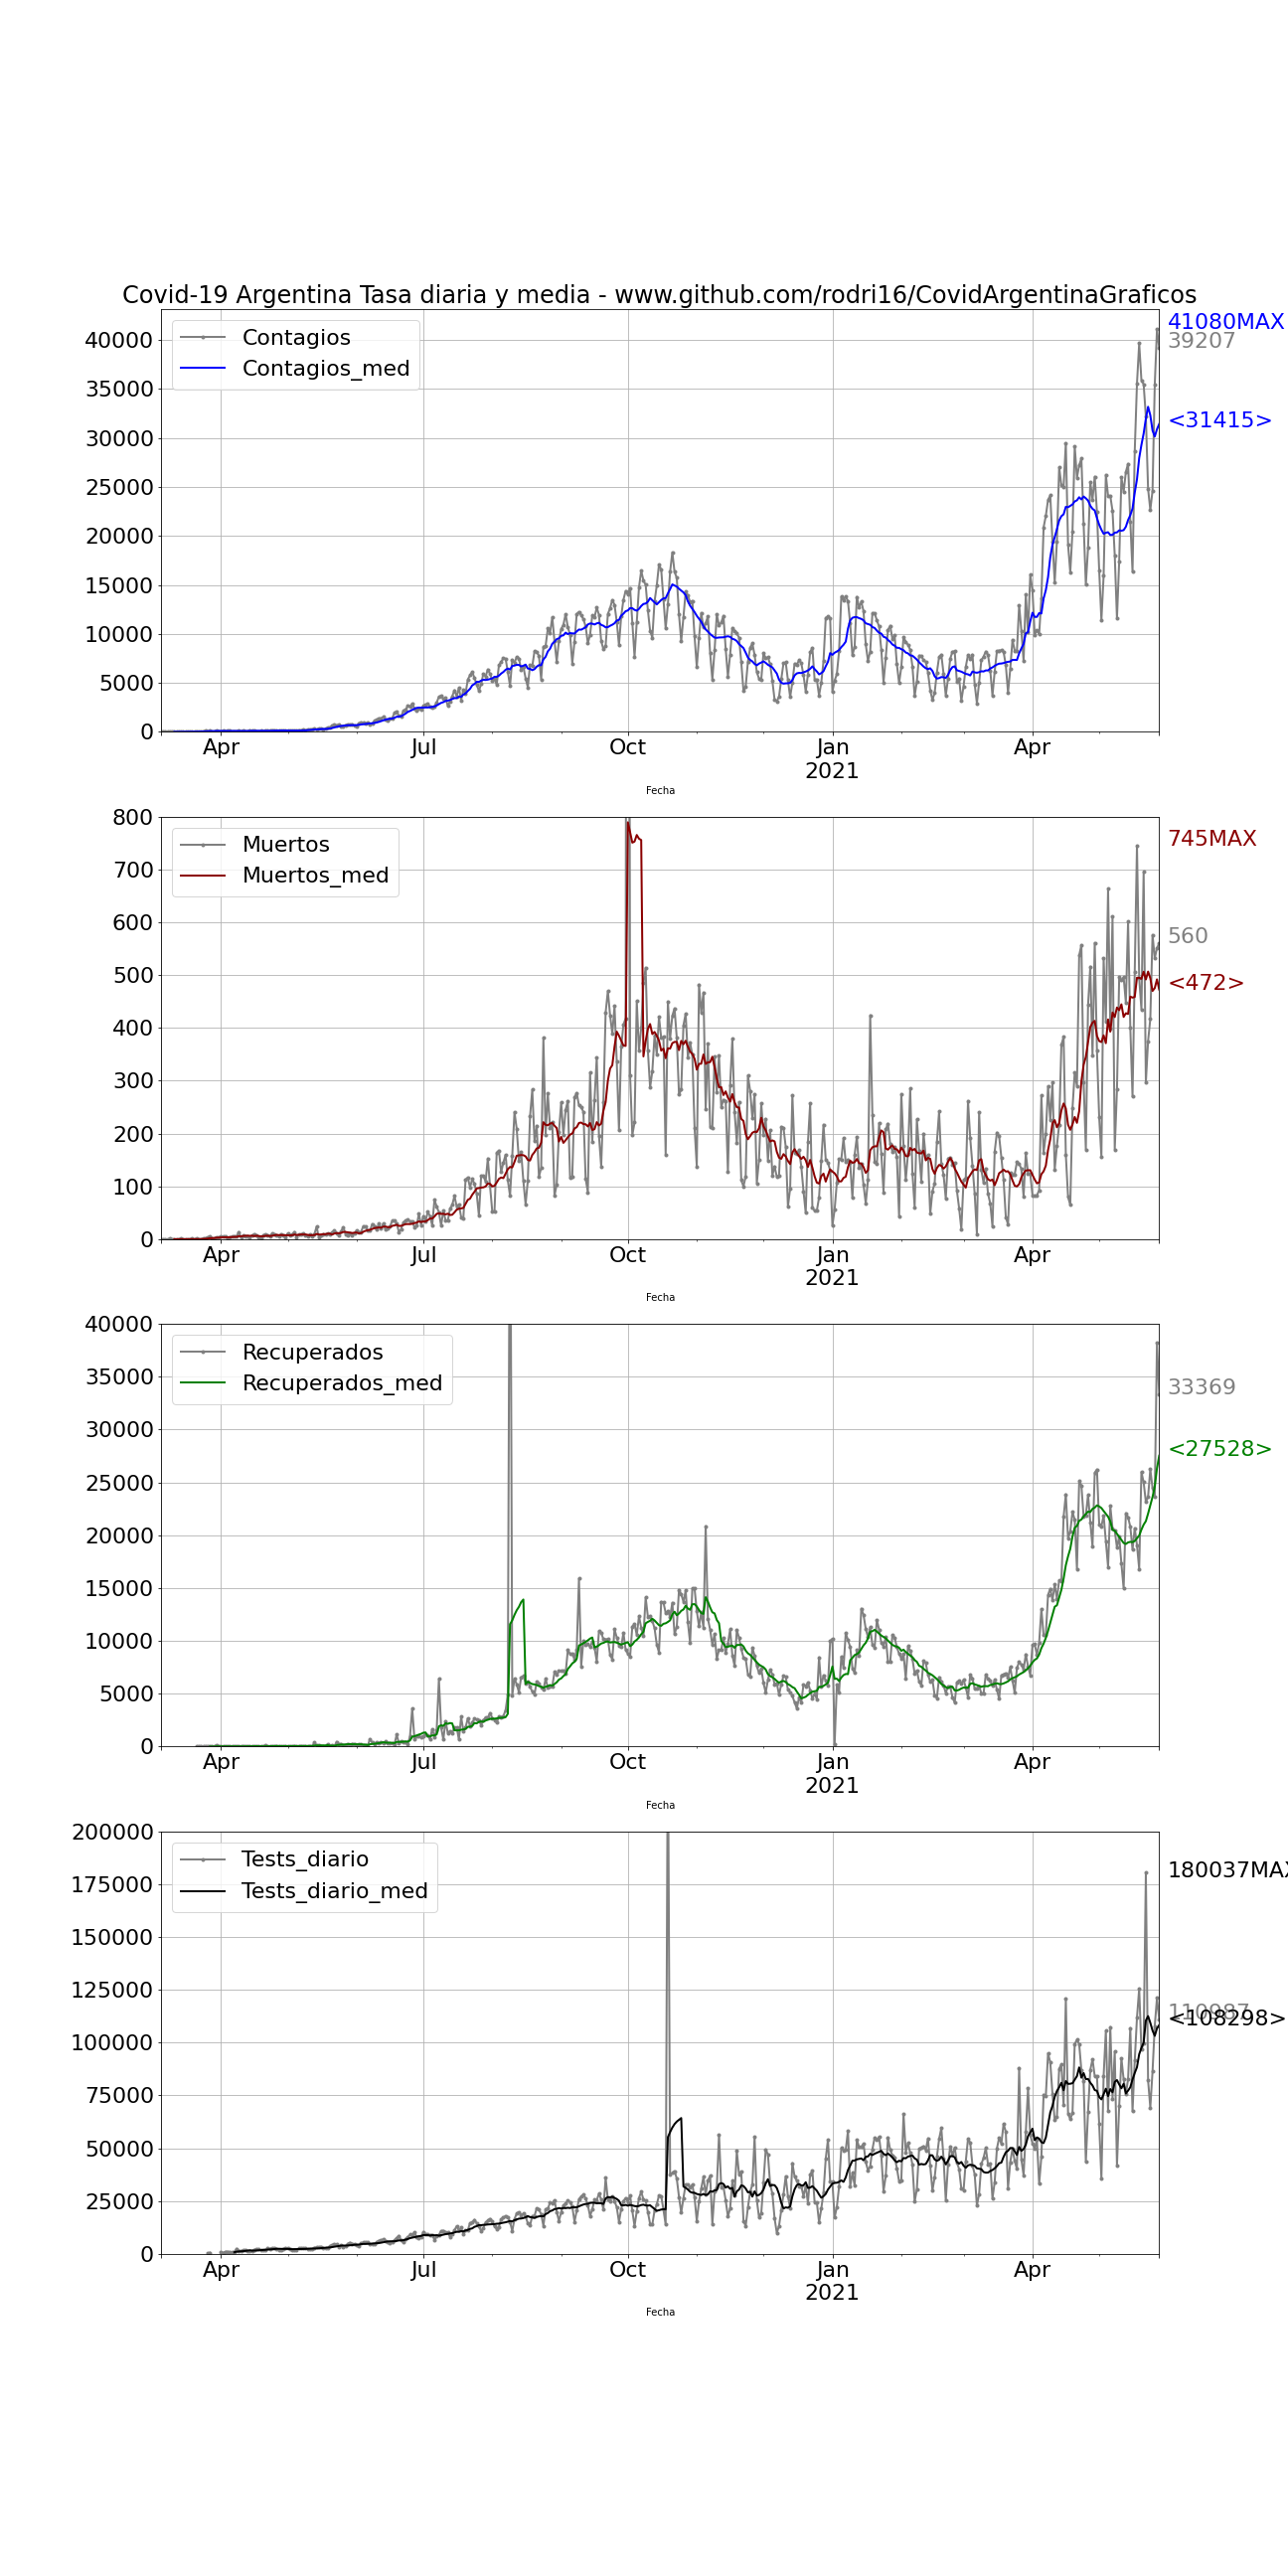 Covid-19 Argentina Tasa diaria y media - www.github.com/rodri16/CovidArgentinaGraficos
41080MAX
39207
<31415>
Contagios
Contagios_med
40000
35000
30000
25000
20000
15000
10000
5000
0
Apr
Jul
Oct
Jan
2021
Apr
Fecha
745MAX
560
<472>
Muertos
Muertos_med
800
700
600
500
400
300
200
100
0
Apr
Jul
Oct
Jan
2021
Apr
Fecha
33369
<27528>
Recuperados
Recuperados_med
40000
35000
30000
25000
20000
15000
10000
5000
0
Apr
Jul
Oct
Jan
2021
Apr
Fecha
180037MAX
110987
<108298>
Tests_diario
Tests_diario_med
200000
175000
150000
125000
100000
75000
50000
25000
0
Apr
Jul
Oct
Jan
2021
Apr
Fecha